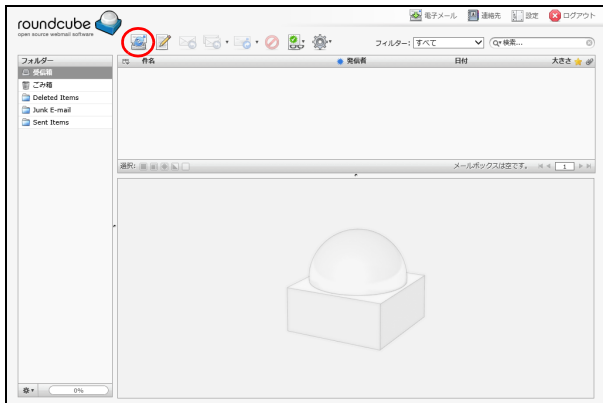 roundcube
open source webmail software
電子メール 連絡先 設定 ログアウト
フィルター: すべて 検索...
フォルダー
受信箱
ごみ箱
Deleted Items
Junk E-mail
Sent Items
件名 発信者 日付 大きさ
選択: メールボックスは空です。 1
0%